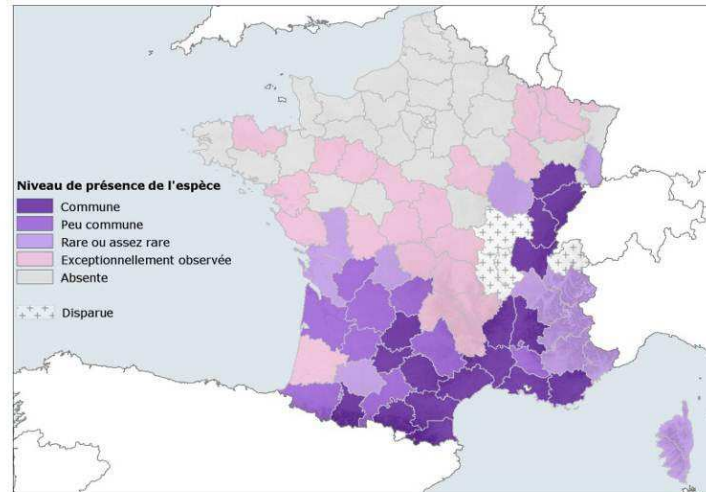 Niveau de présence de l'espèce
Commune
Peu commune
Rare ou assez rare
Exceptionnellement observée
Absente
Disparue